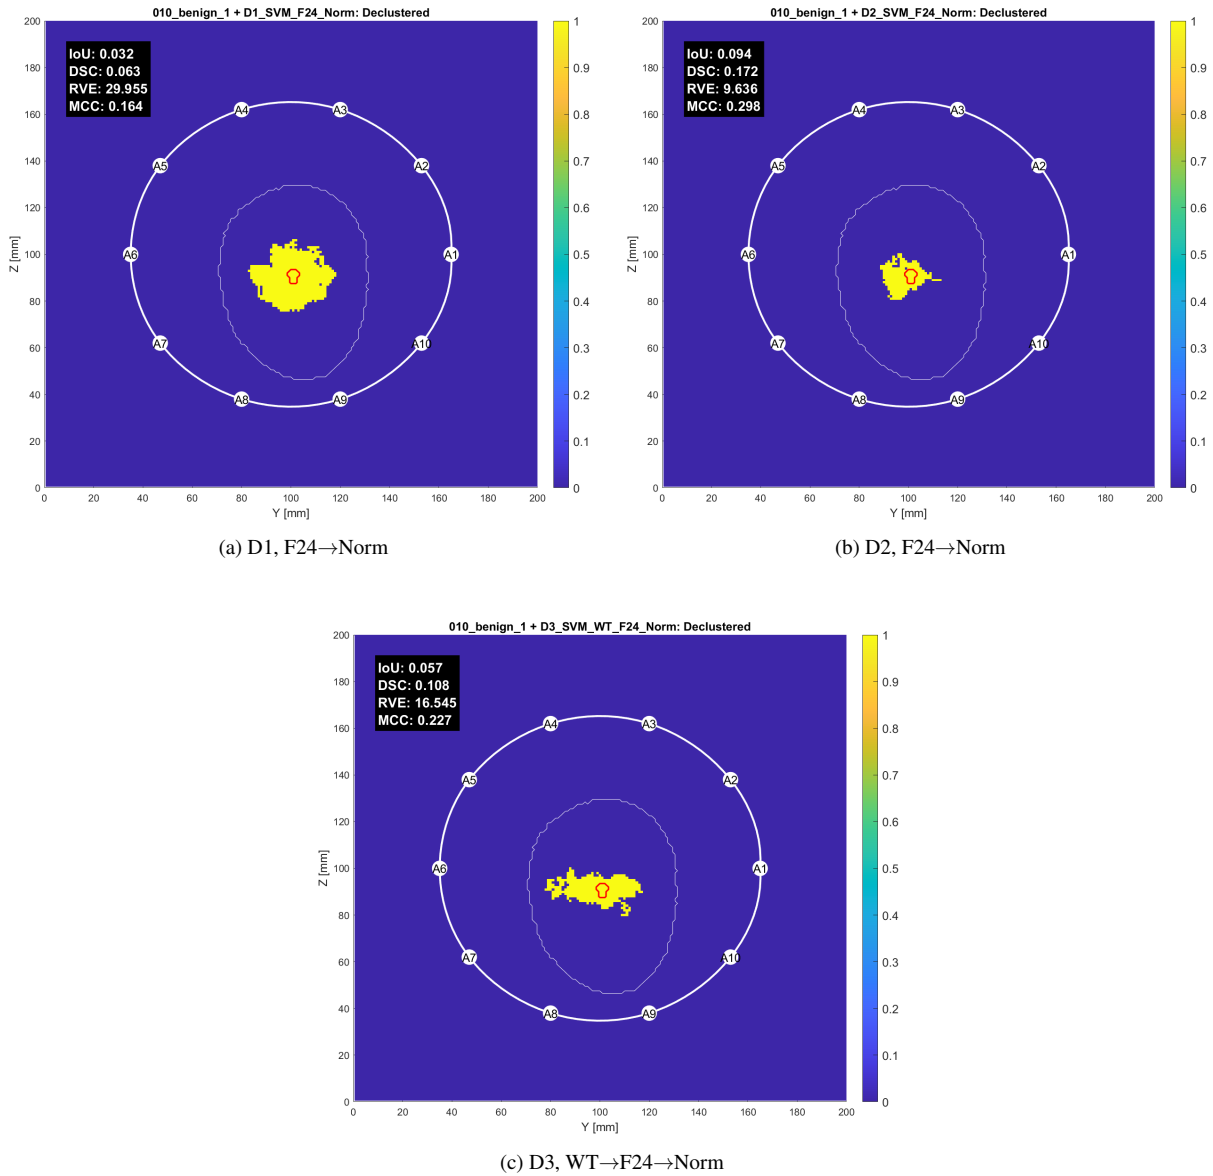 010_benign_1 + D1_SVM_F24_Norm: Declustered
IoU: 0.032
DSC: 0.063
RVE: 29.955
MCC: 0.164
A1
A2
A3
A4
A5
A6
A7
A8
A9
A10
Z [mm]
0
20
40
60
80
100
120
140
160
180
200
0 20 40 60 80 100 120 140 160 180 200
Y [mm]
1
0.9
0.8
0.7
0.6
0.5
0.4
0.3
0.2
0.1
0
(a) D1, F24→Norm
010_benign_1 + D2_SVM_F24_Norm: Declustered
IoU: 0.094
DSC: 0.172
RVE: 9.636
MCC: 0.298
A1
A2
A3
A4
A5
A6
A7
A8
A9
A10
Z [mm]
0
20
40
60
80
100
120
140
160
180
200
0 20 40 60 80 100 120 140 160 180 200
Y [mm]
1
0.9
0.8
0.7
0.6
0.5
0.4
0.3
0.2
0.1
0
(b) D2, F24→Norm
010_benign_1 + D3_SVM_WT_F24_Norm: Declustered
IoU: 0.057
DSC: 0.108
RVE: 16.545
MCC: 0.227
A1
A2
A3
A4
A5
A6
A7
A8
A9
A10
Z [mm]
0
20
40
60
80
100
120
140
160
180
200
0 20 40 60 80 100 120 140 160 180 200
Y [mm]
1
0.9
0.8
0.7
0.6
0.5
0.4
0.3
0.2
0.1
0
(c) D3, WT→F24→Norm